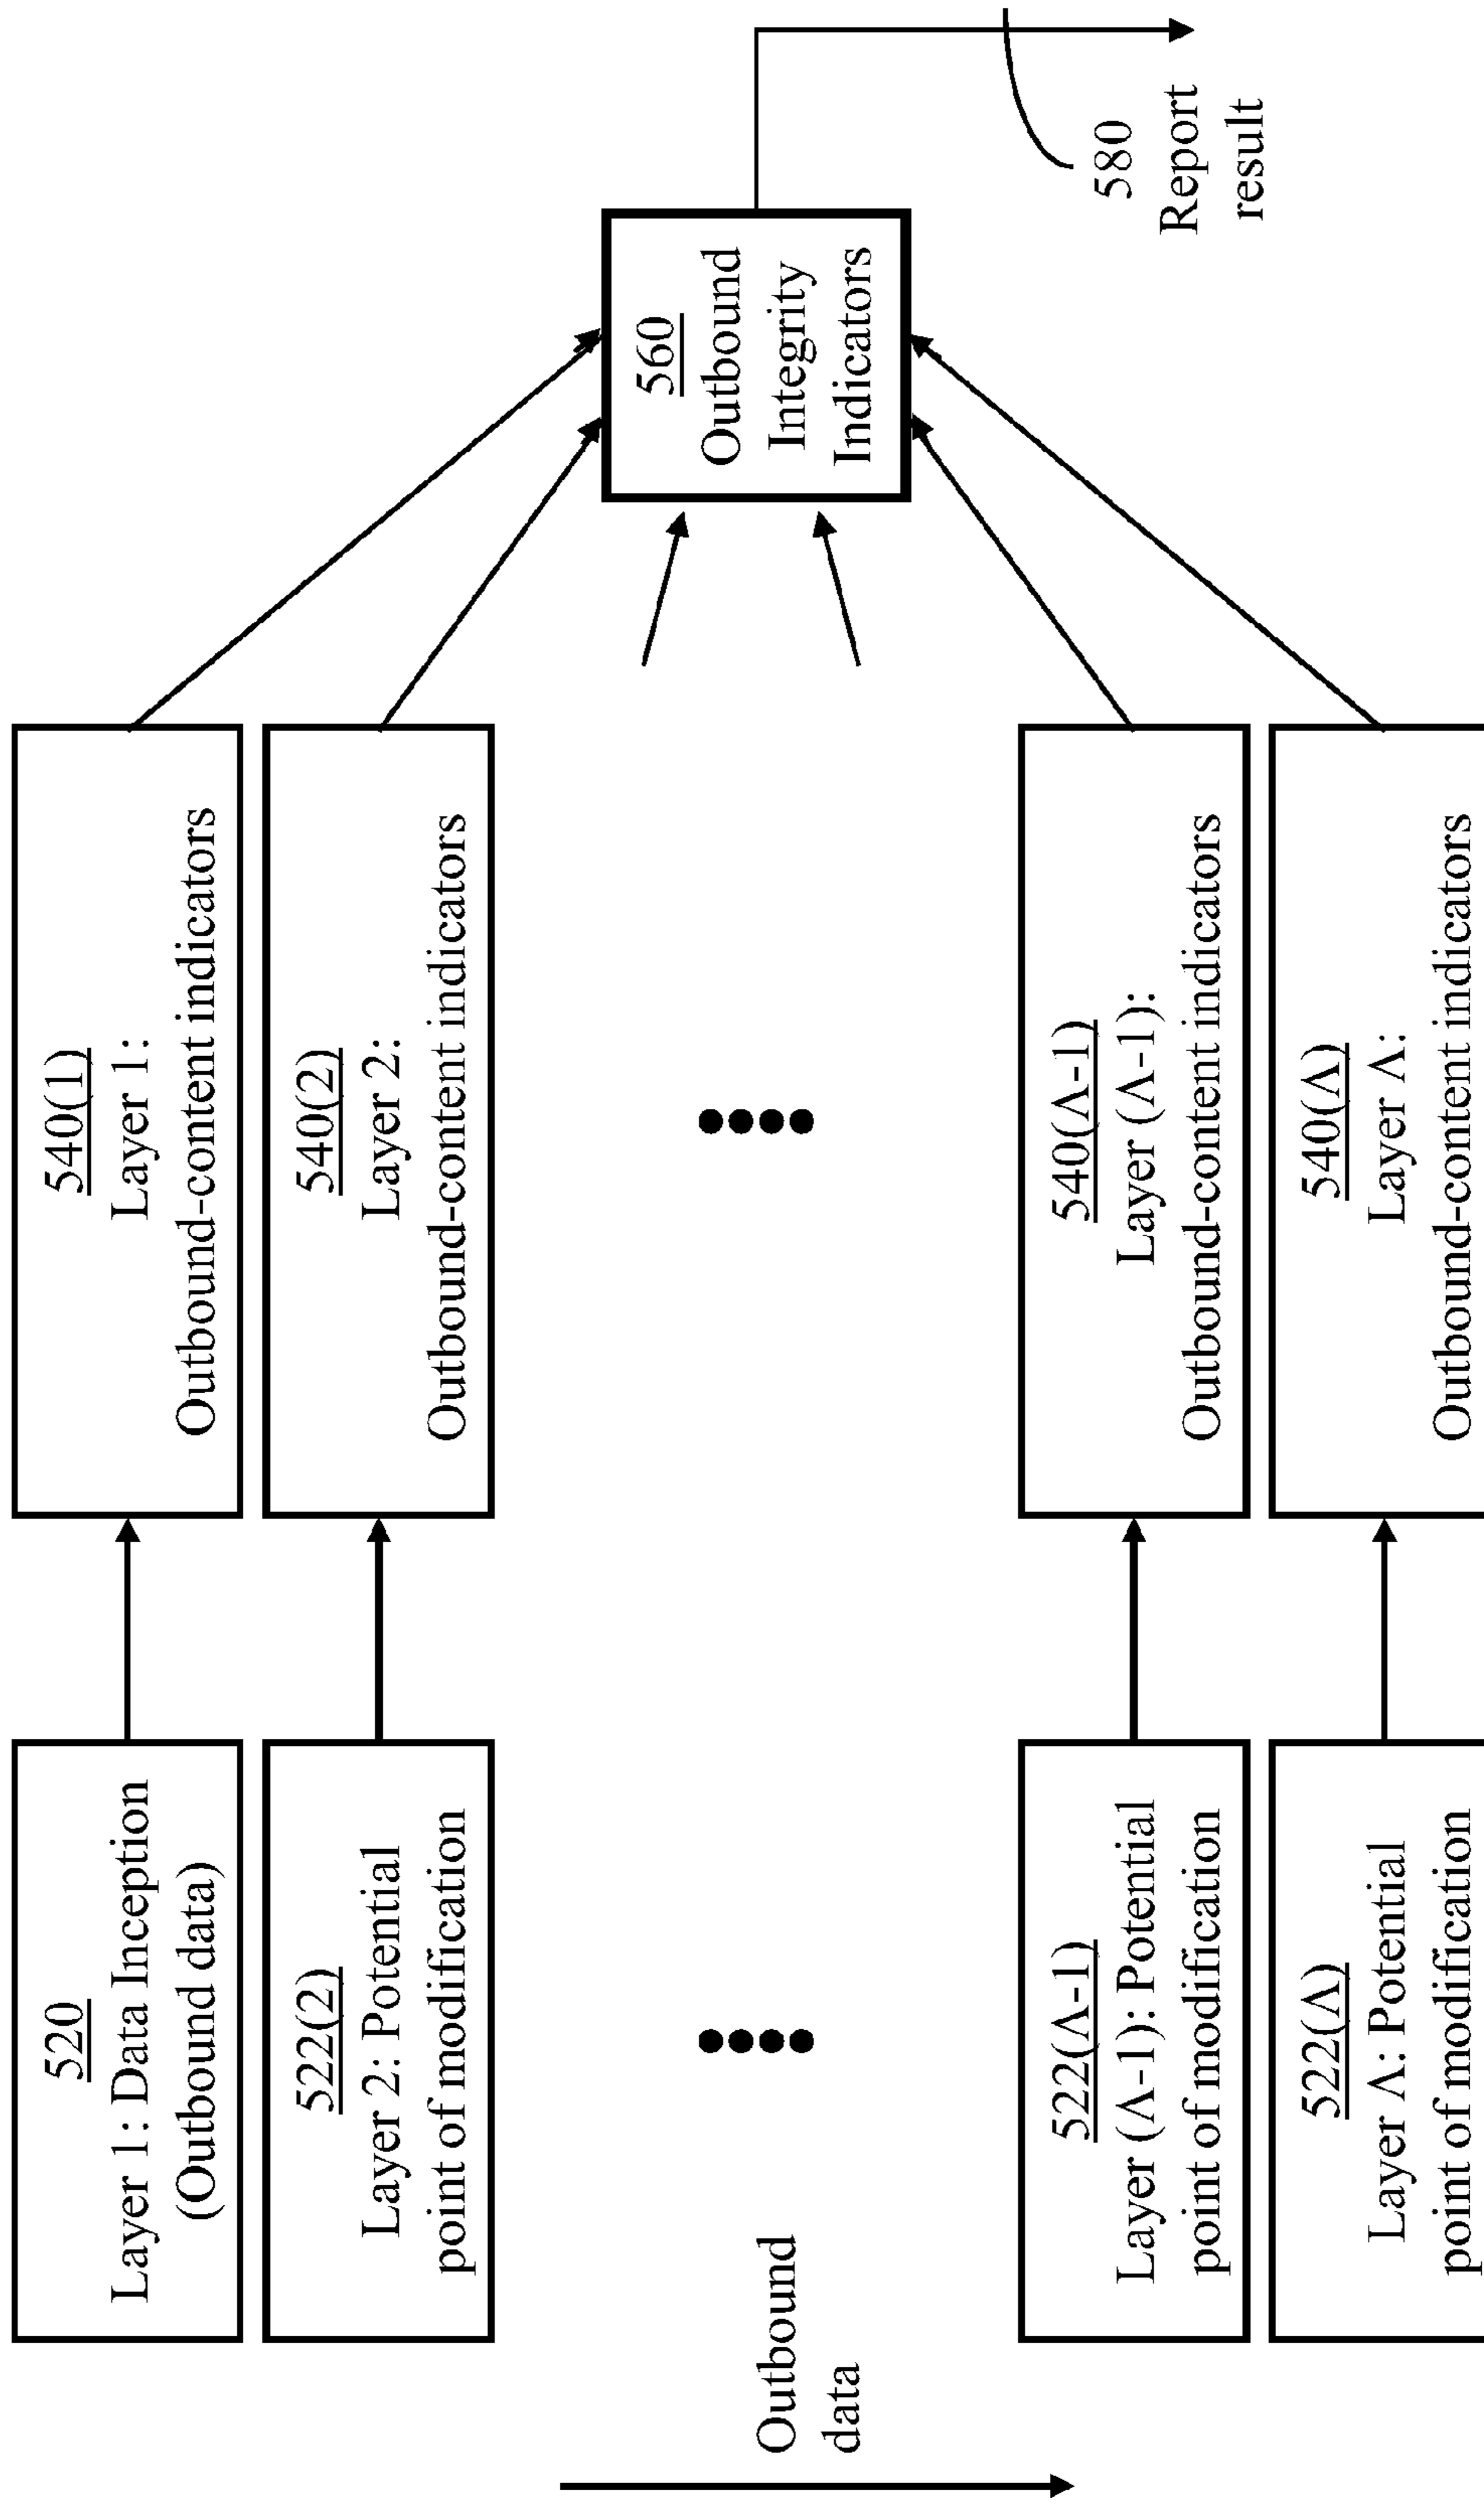 520
Layer 1: Data Inception
(Outbound data)
540(1)
Layer 1:
Outbound-content indicators
522(2)
Layer 2: Potential
point of modification
540(2)
Layer 2:
Outbound-content indicators
Outbound
data
560
Outbound
Integrity
Indicators
580
Report
result
522(Λ-1)
Layer (Λ-1): Potential
point of modification
540(Λ-1)
Layer (Λ-1):
Outbound-content indicators
522(Λ)
Layer Λ: Potential
point of modification
540(Λ)
Layer Λ:
Outbound-content indicators